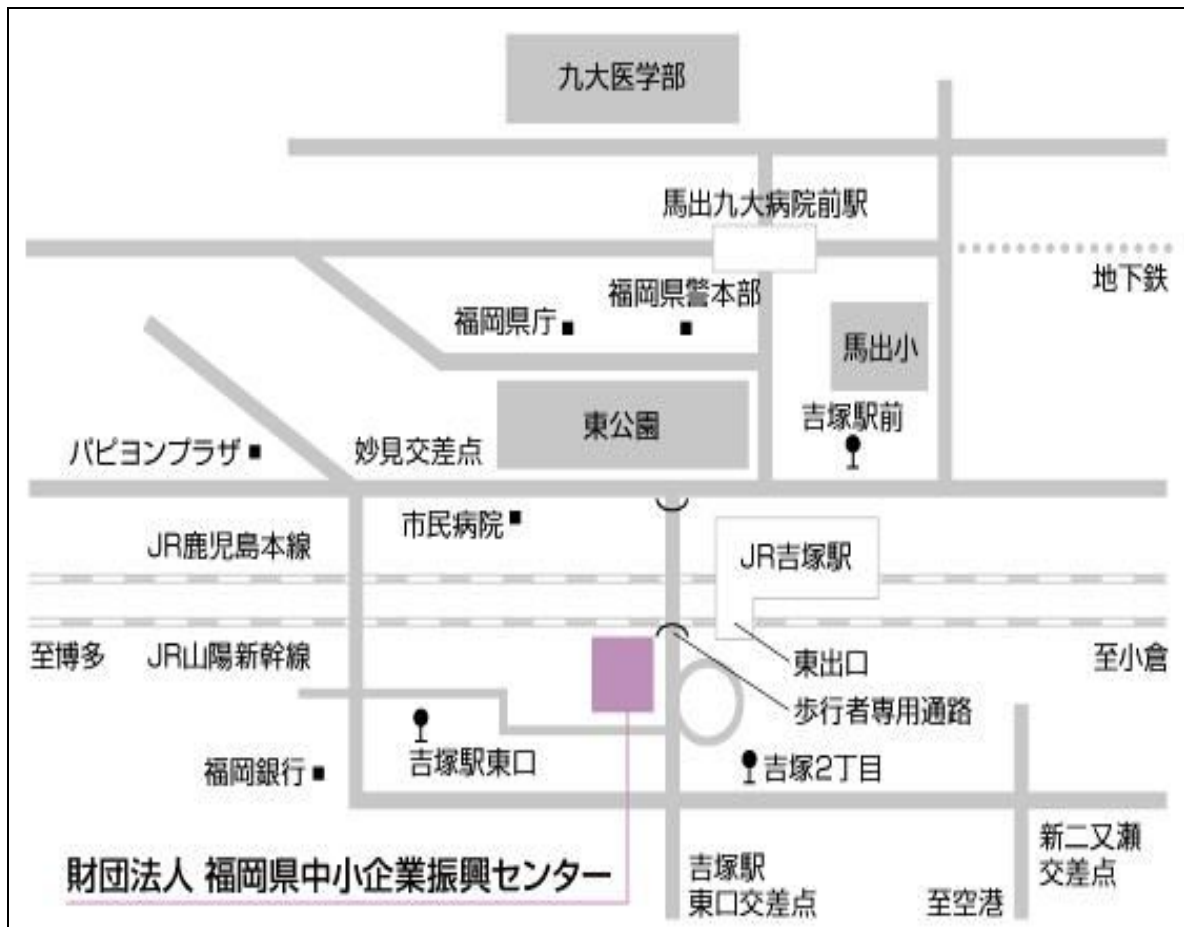 九大医学部
馬出九大病院前駅
地下鉄
福岡県警本部
福岡県庁
馬出小
東公園
吉塚駅前
パピヨンプラザ
妙見交差点
市民病院
JR鹿児島本線
JR吉塚駅
至博多
JR山陽新幹線
東出口
至小倉
歩行者専用通路
吉塚駅東口
吉塚2丁目
福岡銀行
新二又瀬
交差点
財団法人 福岡県中小企業振興センター
吉塚駅
東口交差点
至空港